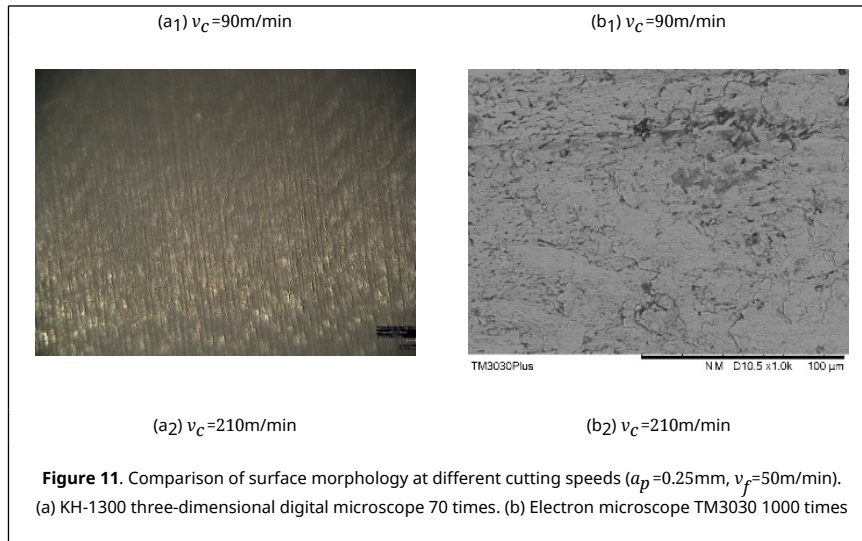 (a1) vc=90m/min
(b1) vc=90m/min
TM3030Plus NM D10.5 x1.0k 100 μm
(a2) vc=210m/min
(b2) vc=210m/min
Figure 11. Comparison of surface morphology at different cutting speeds (ap=0.25mm, vf=50m/min).
(a) KH-1300 three-dimensional digital microscope 70 times. (b) Electron microscope TM3030 1000 times